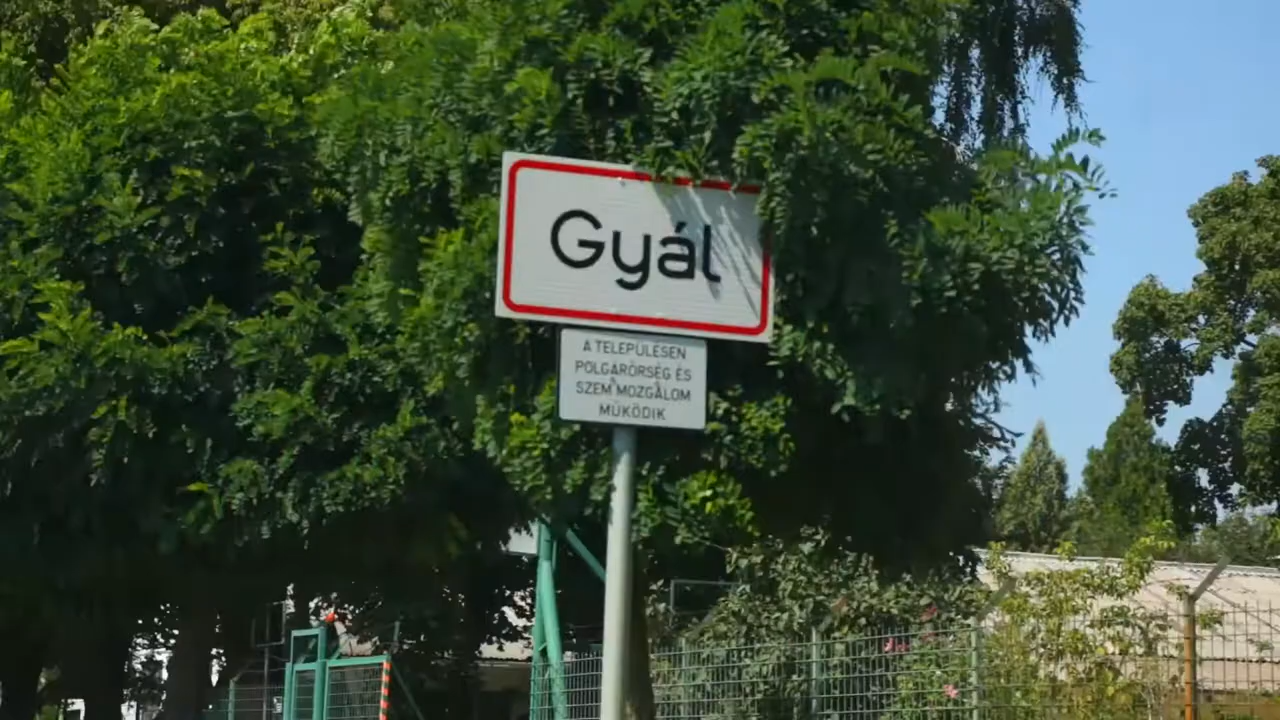 Gyál
A TELEPÜLÉSEN
POLGÁRŐRSÉG ÉS
SZEM MOZGALOM
MŰKÖDIK